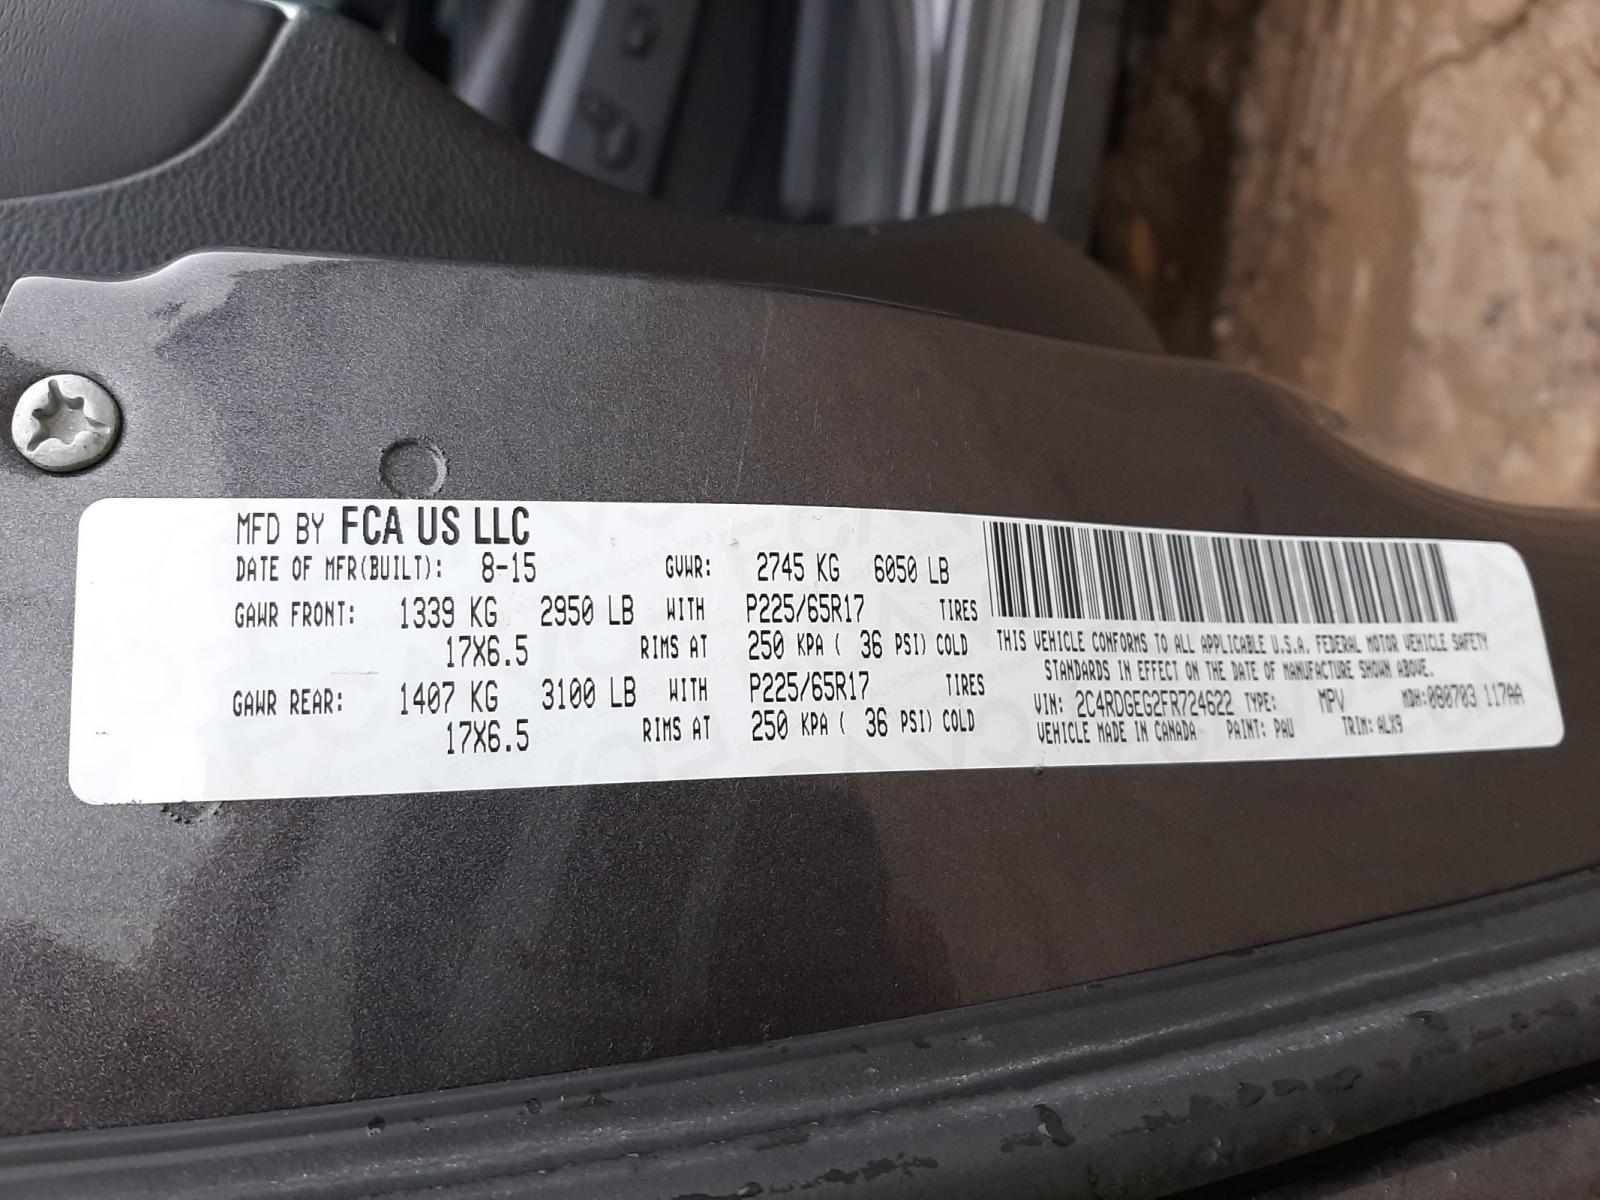 MFD BY FCA US LLC
DATE OF MFR(BUILT): 8-15 GVWR: 2745 KG 6050 LB
GAWR FRONT: 1339 KG 2950 LB WITH P225/65R17 TIRES
17X6.5 RIMS AT 250 KPA ( 36 PSI) COLD
GAWR REAR: 1407 KG 3100 LB WITH P225/65R17 TIRES
17X6.5 RIMS AT 250 KPA ( 36 PSI) COLD
THIS VEHICLE CONFORMS TO ALL APPLICABLE U.S.A. FEDERAL MOTOR VEHICLE SAFETY
STANDARDS IN EFFECT ON THE DATE OF MANUFACTURE SHOWN ABOVE.
VIN: 2C4RDGEG2FR724622 TYPE: MPV MDH:080703 117AA
VEHICLE MADE IN CANADA PAINT: PAU TRIM: ALX9